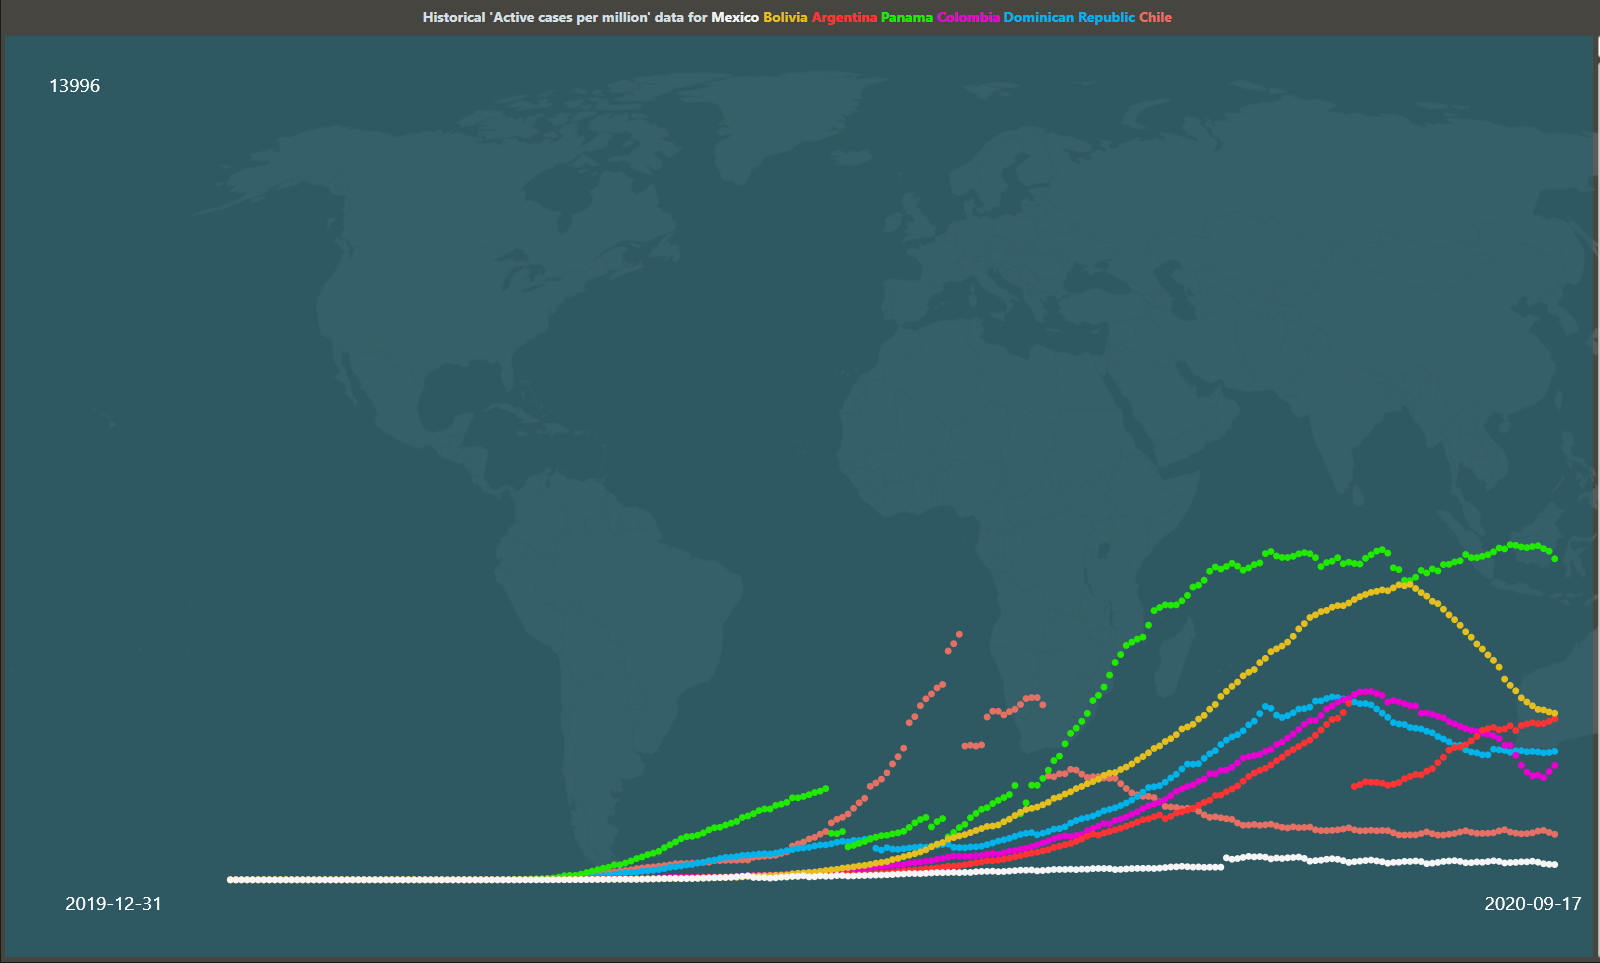 Historical 'Active cases per million' data for Mexico Bolivia Argentina Panama Colombia Dominican Republic Chile
13996
2019-12-31
2020-09-17